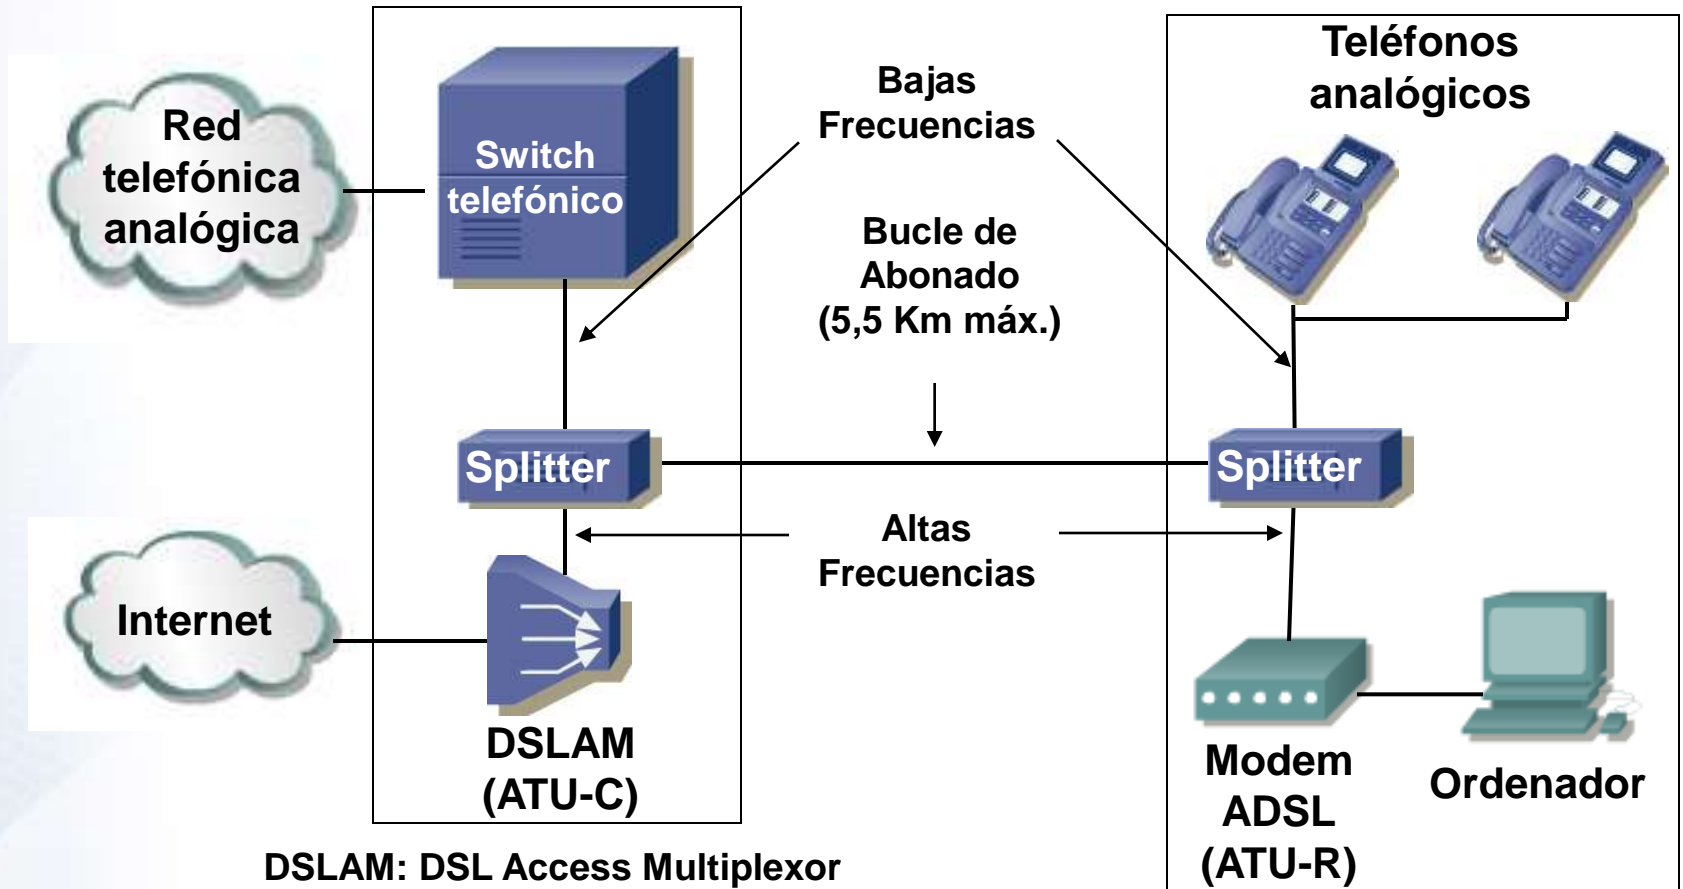 Red
telefónica
analógica
Switch
telefónico
Bajas
Frecuencias
Teléfonos
analógicos
Bucle de
Abonado
(5,5 Km máx.)
Splitter
Splitter
Altas
Frecuencias
Internet
DSLAM
(ATU-C)
Modem
ADSL
(ATU-R)
Ordenador
DSLAM: DSL Access Multiplexor